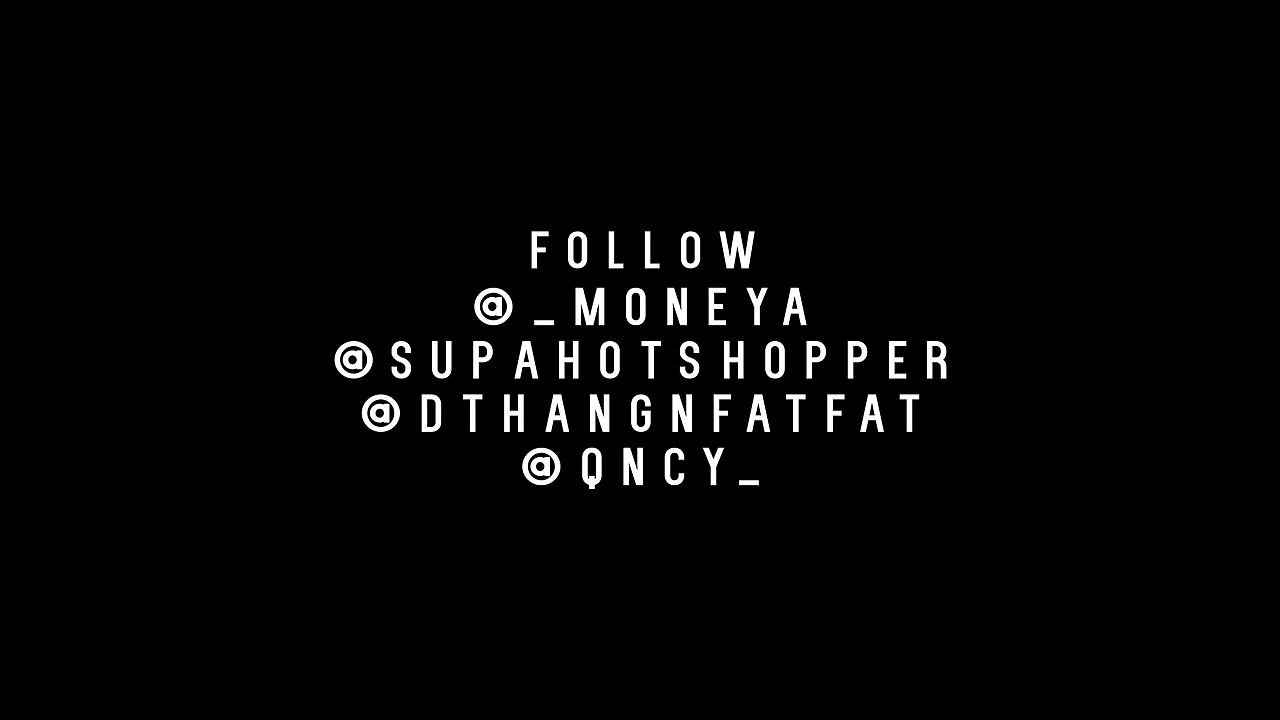 FOLLOW
@_MONEYA
@SUPAHOTSHOPPER
@DTHANGNFATFAT
@QNCY_